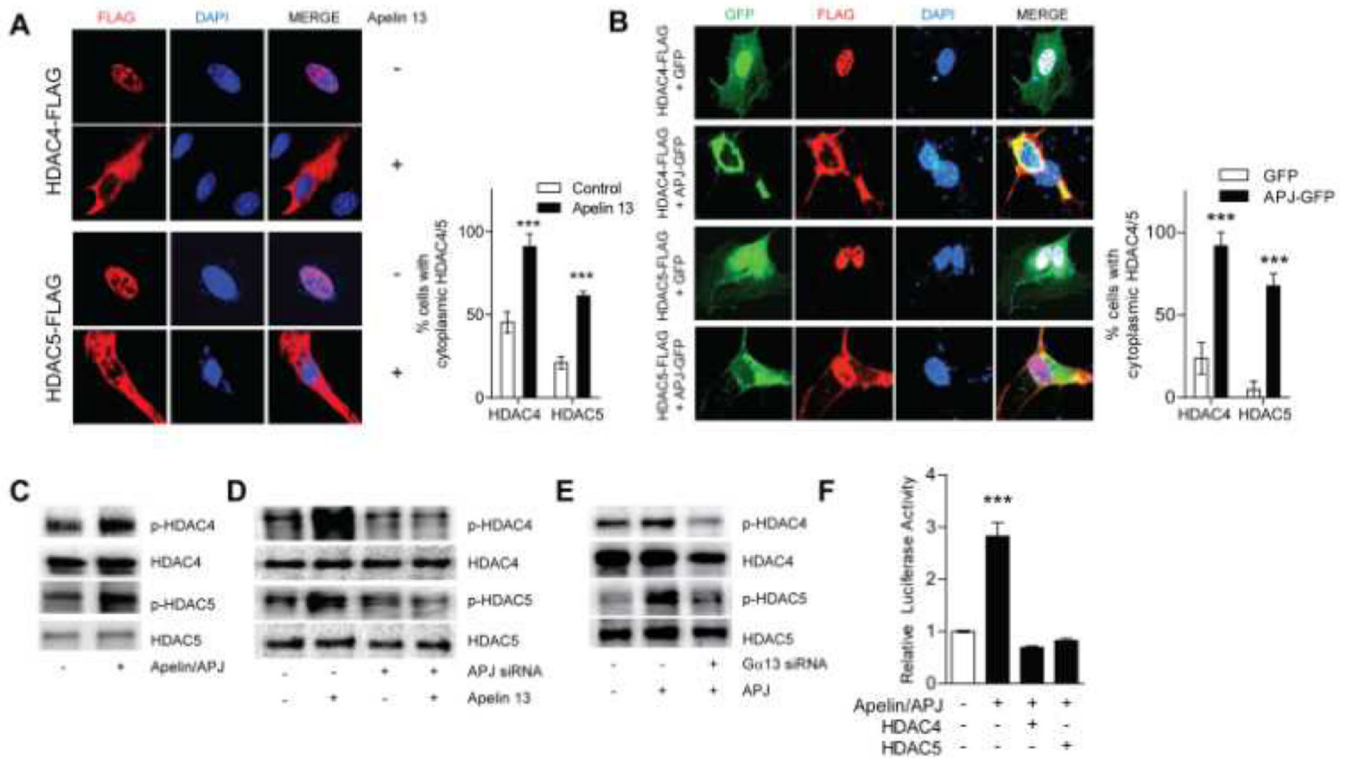 A
FLAG DAPI MERGE Apelin 13
HDAC4-FLAG
-
+
HDAC5-FLAG
-
+
Control
Apelin 13
% cells with
cytoplasmic HDAC4/5
100
50
0
***
***
HDAC4 HDAC5
B
GFP FLAG DAPI MERGE
HDAC4-FLAG
+ GFP
HDAC4-FLAG
+ APJ-GFP
HDAC5-FLAG
+ GFP
HDAC5-FLAG
+ APJ-GFP
GFP
APJ-GFP
% cells with
cytoplasmic HDAC4/5
100
50
0
***
***
HDAC4 HDAC5
C
p-HDAC4
HDAC4
p-HDAC5
HDAC5
- + Apelin/APJ
D
p-HDAC4
HDAC4
p-HDAC5
HDAC5
- - + + APJ siRNA
- + - + Apelin 13
E
p-HDAC4
HDAC4
p-HDAC5
HDAC5
- - + Gα13 siRNA
- + + APJ
F
Relative Luciferase Activity
4
3
2
1
0
***
Apelin/APJ - + + +
HDAC4 - - + -
HDAC5 - - - +